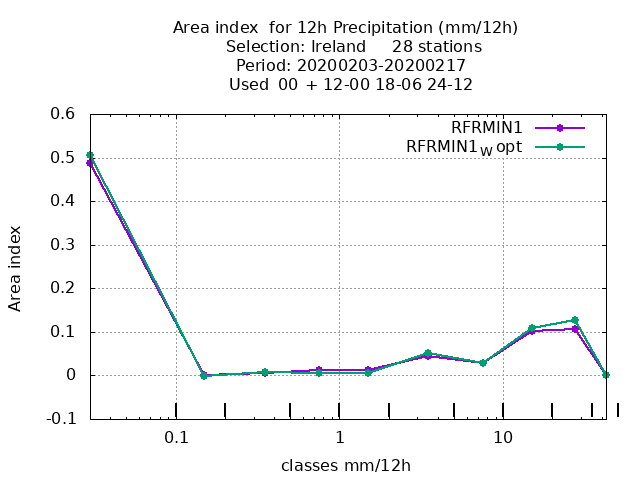 Area index  for 12h Precipitation (mm/12h)
Selection: Ireland     28 stations
Period: 20200203-20200217
Used  00 + 12-00 18-06 24-12
RFRMIN1
RFRMIN1W opt
0.6
0.5
0.4
0.3
0.2
0.1
0
-0.1
Area index
0.1 1 10
classes mm/12h